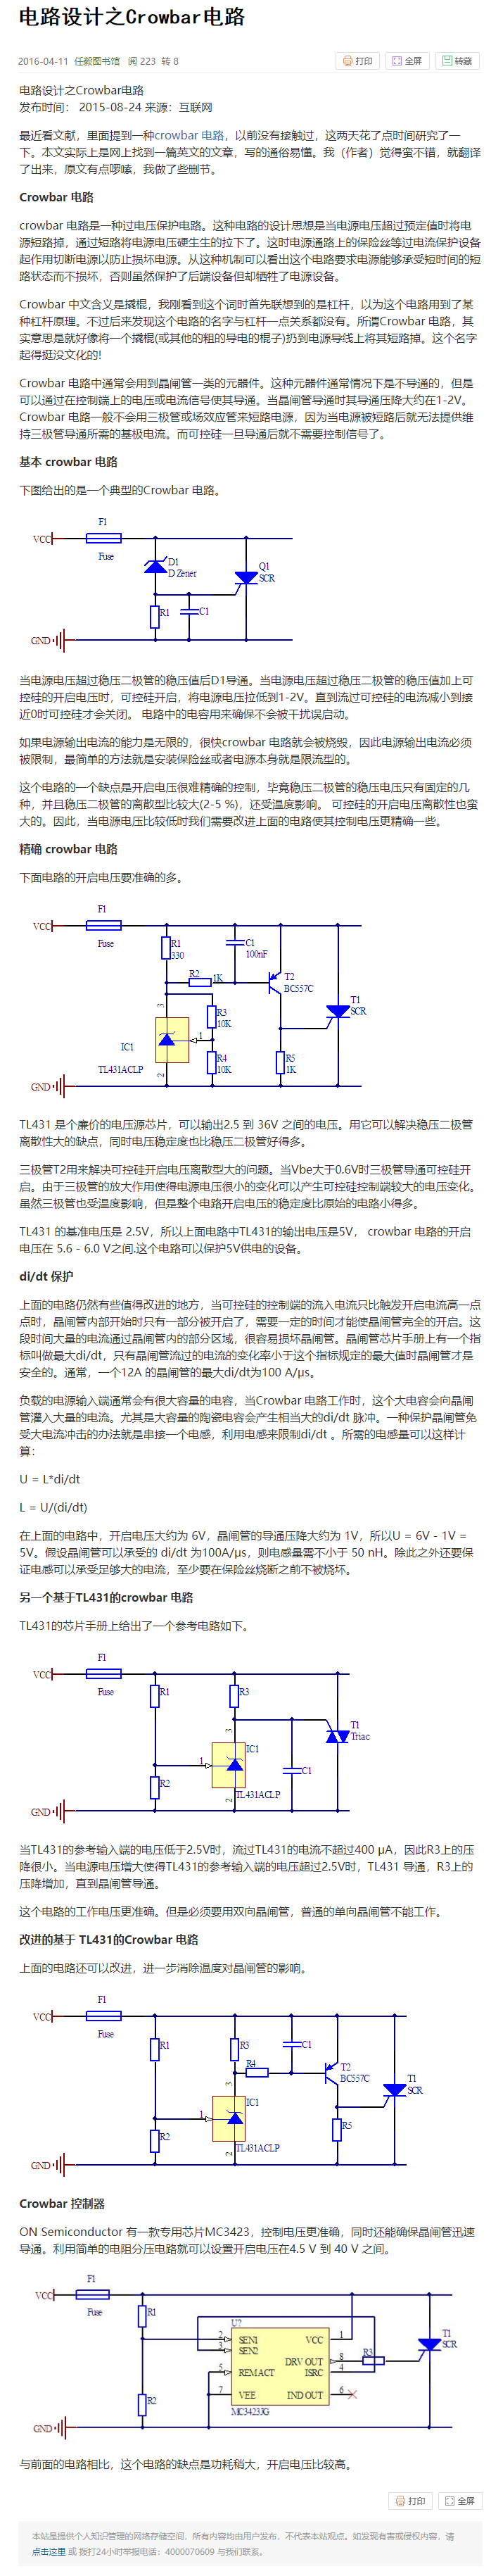 电路设计之Crowbar电路
2016-04-11 任毅图书馆 阅 223 转 8
打印 全屏 转藏
电路设计之Crowbar电路
发布时间： 2015-08-24 来源：互联网
最近看文献，里面提到一种crowbar 电路，以前没有接触过，这两天花了点时间研究了一
下。本文实际上是网上找到一篇英文的文章，写的通俗易懂。我（作者）觉得蛮不错，就翻译
了出来，原文有点啰嗦，我做了些删节。
Crowbar 电路
crowbar 电路是一种过电压保护电路。这种电路的设计思想是当电源电压超过预定值时将电
源短路掉，通过短路将电源电压硬生生的拉下了。这时电源通路上的保险丝等过电流保护设备
起作用切断电源以防止损坏电源。从这种机制可以看出这个电路要求电源能够承受短时间的短
路状态而不损坏，否则虽然保护了后端设备但却牺牲了电源设备。
Crowbar 中文含义是撬棍，我刚看到这个词时首先联想到的是杠杆，以为这个电路用到了某
种杠杆原理。不过后来发现这个电路的名字与杠杆一点关系都没有。所谓Crowbar 电路，其
实意思是就好像将一个撬棍(或其他的粗的导电的棍子)扔到电源导线上将其短路掉。这个名字
起得挺没文化的!
Crowbar 电路中通常会用到晶闸管一类的元器件。这种元器件通常情况下是不导通的，但是
可以通过在控制端上的电压或电流信号使其导通。当晶闸管导通时其导通压降大约在1-2V。
Crowbar 电路一般不会用三极管或场效应管来短路电源，因为当电源被短路后就无法提供维
持三极管导通所需的基极电流。而可控硅一旦导通后就不需要控制信号了。
基本 crowbar 电路
下图给出的是一个典型的Crowbar 电路。
F1
VCC
Fuse
D1
D Zener
Q1
SCR
R1
C1
GND
当电源电压超过稳压二极管的稳压值后D1导通。当电源电压超过稳压二极管的稳压值加上可
控硅的开启电压时，可控硅开启，将电源电压拉低到1-2V。直到流过可控硅的电流减小到接
近0时可控硅才会关闭。 电路中的电容用来确保不会被干扰误启动。
如果电源输出电流的能力是无限的，很快crowbar 电路就会被烧毁，因此电源输出电流必须
被限制，最简单的方法就是安装保险丝或者电源本身就是限流型的。
这个电路的一个缺点是开启电压很难精确的控制，毕竟稳压二极管的稳压电压只有固定的几
种，并且稳压二极管的离散型比较大(2-5 %)，还受温度影响。 可控硅的开启电压离散性也蛮
大的。因此，当电源电压比较低时我们需要改进上面的电路使其控制电压更精确一些。
精确 crowbar 电路
下面电路的开启电压要准确的多。
F1
VCC
Fuse
R1
330
C1
100nF
R2
1K
T2
BC557C
3
T1
SCR
R3
10K
IC1
1
TL431ACLP
2
R4
10K
R5
1K
GND
TL431 是个廉价的电压源芯片，可以输出2.5 到 36V 之间的电压。用它可以解决稳压二极管
离散性大的缺点，同时电压稳定度也比稳压二极管好得多。
三极管T2用来解决可控硅开启电压离散型大的问题。当Vbe大于0.6V时三极管导通可控硅开
启。由于三极管的放大作用使得电源电压很小的变化可以产生可控硅控制端较大的电压变化。
虽然三极管也受温度影响，但是整个电路开启电压的稳定度比原始的电路小得多。
TL431 的基准电压是 2.5V，所以上面电路中TL431的输出电压是5V， crowbar 电路的开启
电压在 5.6 - 6.0 V之间.这个电路可以保护5V供电的设备。
di/dt 保护
上面的电路仍然有些值得改进的地方，当可控硅的控制端的流入电流只比触发开启电流高一点
点时，晶闸管内部开始时只有一部分被开启了，需要一定的时间才能使晶闸管完全的开启。这
段时间大量的电流通过晶闸管内的部分区域，很容易损坏晶闸管。晶闸管芯片手册上有一个指
标叫做最大di/dt，只有晶闸管流过的电流的变化率小于这个指标规定的最大值时晶闸管才是
安全的。通常，一个12A 的晶闸管的最大di/dt为100 A/μs。
负载的电源输入端通常会有很大容量的电容，当Crowbar 电路工作时，这个大电容会向晶闸
管灌入大量的电流。尤其是大容量的陶瓷电容会产生相当大的di/dt 脉冲。一种保护晶闸管免
受大电流冲击的办法就是串接一个电感，利用电感来限制di/dt 。所需的电感量可以这样计
算：
U = L*di/dt
L = U/(di/dt)
在上面的电路中，开启电压大约为 6V，晶闸管的导通压降大约为 1V，所以U = 6V - 1V =
5V。假设晶闸管可以承受的 di/dt 为100A/μs，则电感量需不小于 50 nH。除此之外还要保
证电感可以承受足够大的电流，至少要在保险丝烧断之前不被烧坏。
另一个基于TL431的crowbar 电路
TL431的芯片手册上给出了一个参考电路如下。
F1
VCC
Fuse
R1
R3
3
T1
Triac
IC1
1
C1
R2
2
TL431ACLP
GND
当TL431的参考输入端的电压低于2.5V时，流过TL431的电流不超过400 μA，因此R3上的压
降很小。当电源电压增大使得TL431的参考输入端的电压超过2.5V时，TL431 导通，R3上的
压降增加，直到晶闸管导通。
这个电路的工作电压更准确。但是必须要用双向晶闸管，普通的单向晶闸管不能工作。
改进的基于 TL431的Crowbar 电路
上面的电路还可以改进，进一步消除温度对晶闸管的影响。
F1
VCC
Fuse
R1
R3
C1
R4
T2
BC557C
3
T1
SCR
IC1
1
R5
R2
2
TL431ACLP
GND
Crowbar 控制器
ON Semiconductor 有一款专用芯片MC3423，控制电压更准确，同时还能确保晶闸管迅速
导通。利用简单的电阻分压电路就可以设置开启电压在4.5 V 到 40 V 之间。
F1
VCC
Fuse
R1
U?
2 SEN1 VCC 1
3 SEN2
DRV OUT 8
R3
T1
SCR
5 REMACT ISRC 4
7 VEE IND OUT 6
R2
MC3423JG
GND
与前面的电路相比，这个电路的缺点是功耗稍大，开启电压比较高。
打印 全屏
本站是提供个人知识管理的网络存储空间，所有内容均由用户发布，不代表本站观点。如发现有害或侵权内容，请
点击这里 或 拨打24小时举报电话：4000070609 与我们联系。